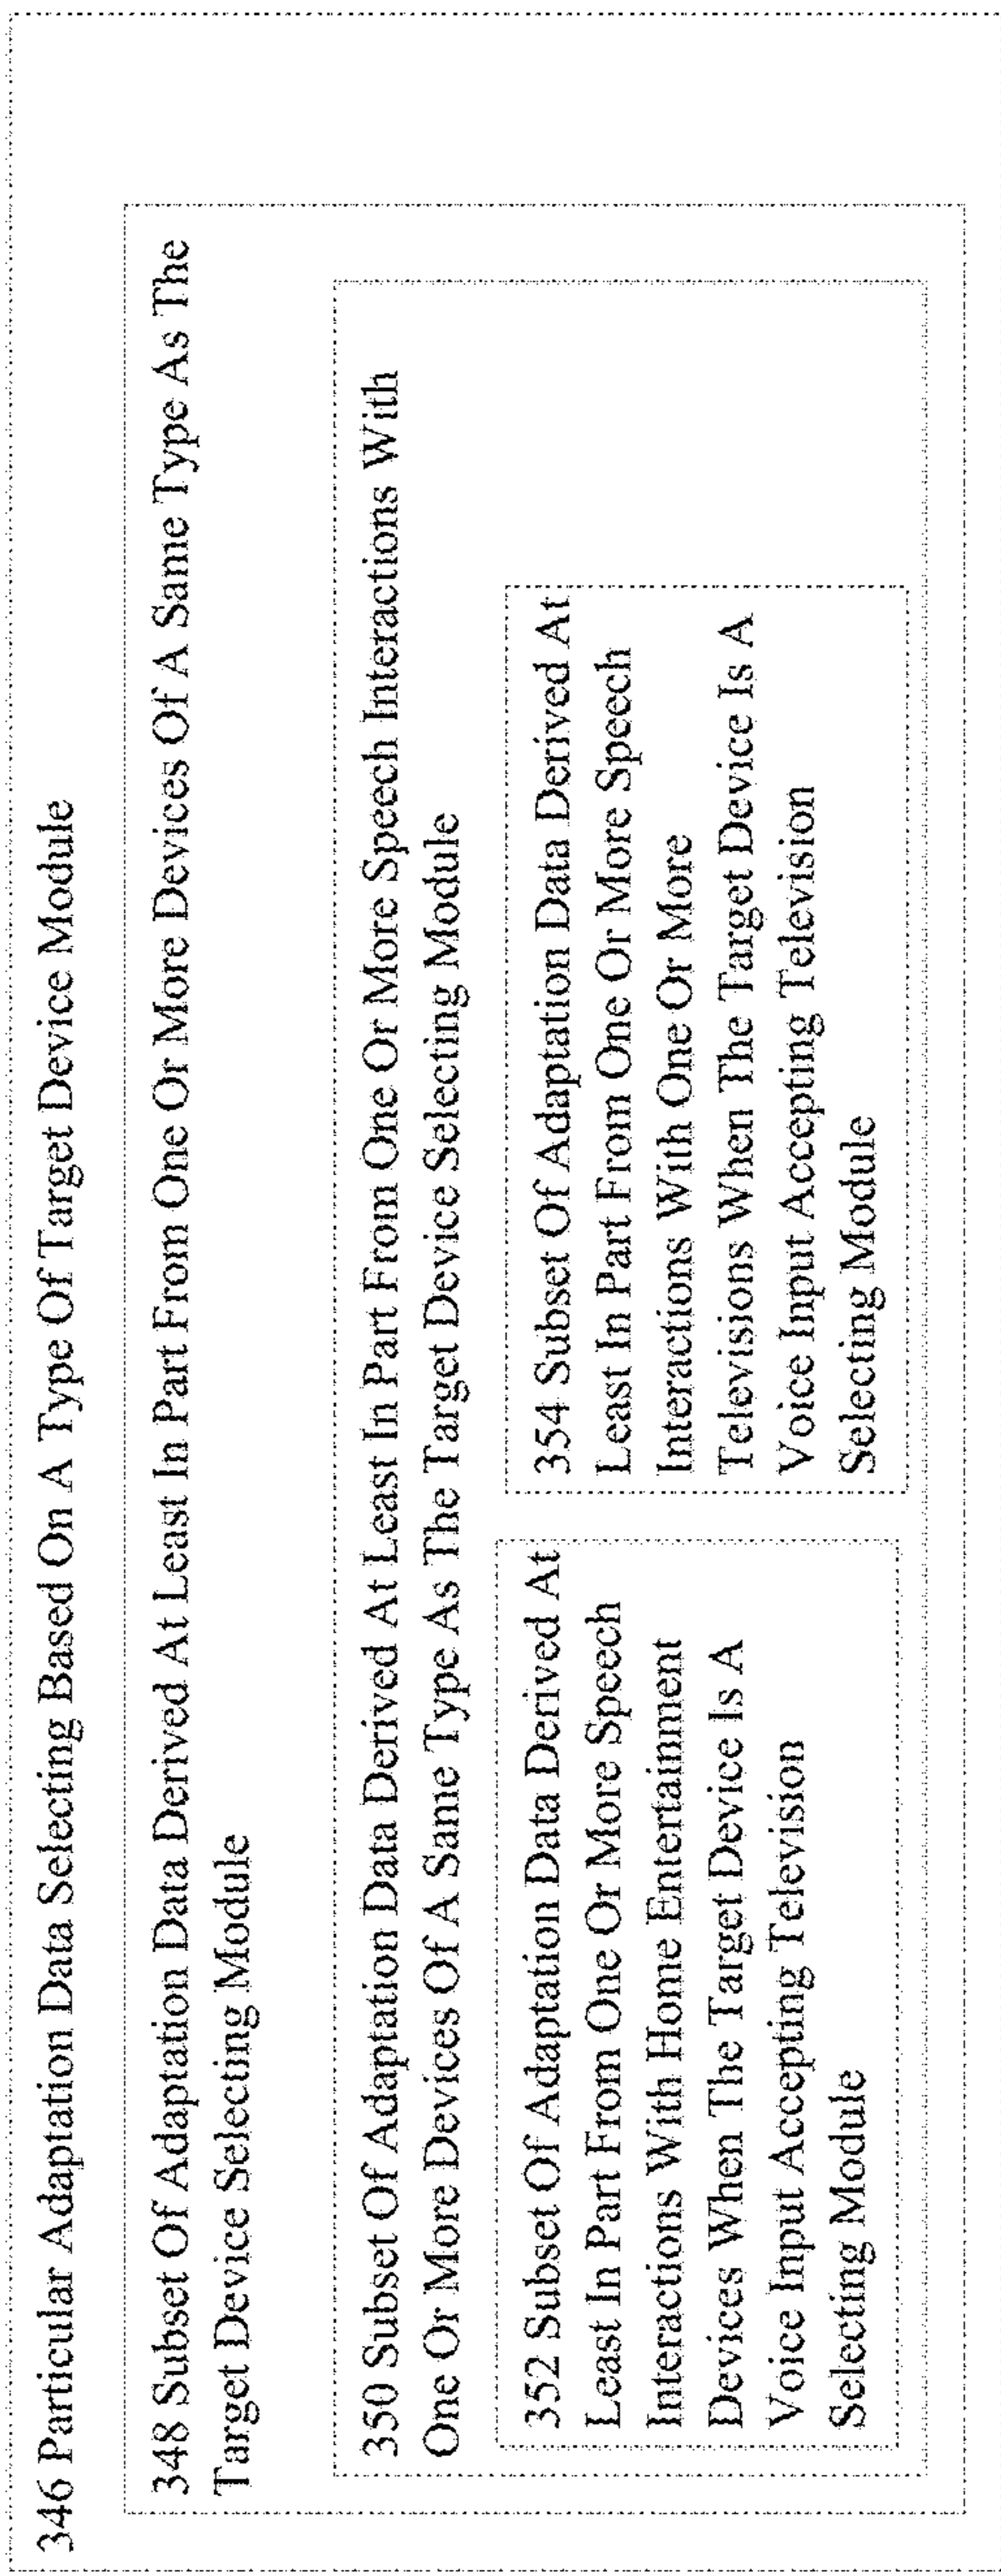 346 Particular Adaptation Data Selecting Based On A Type Of Target Device Module
348 Subset Of Adaptation Data Derived At Least In Part From One Or More Devices Of A Same Type As The
Target Device Selecting Module
350 Subset Of Adaptation Data Derived At Least In Part From One Or More Speech Interactions With
One Or More Devices Of A Same Type As The Target Device Selecting Module
352 Subset Of Adaptation Data Derived At
Least In Part From One Or More Speech
Interactions With Home Entertainment
Devices When The Target Device Is A
Voice Input Accepting Television
Selecting Module
354 Subset Of Adaptation Data Derived At
Least In Part From One Or More Speech
Interactions With One Or More
Televisions When The Target Device Is A
Voice Input Accepting Television
Selecting Module